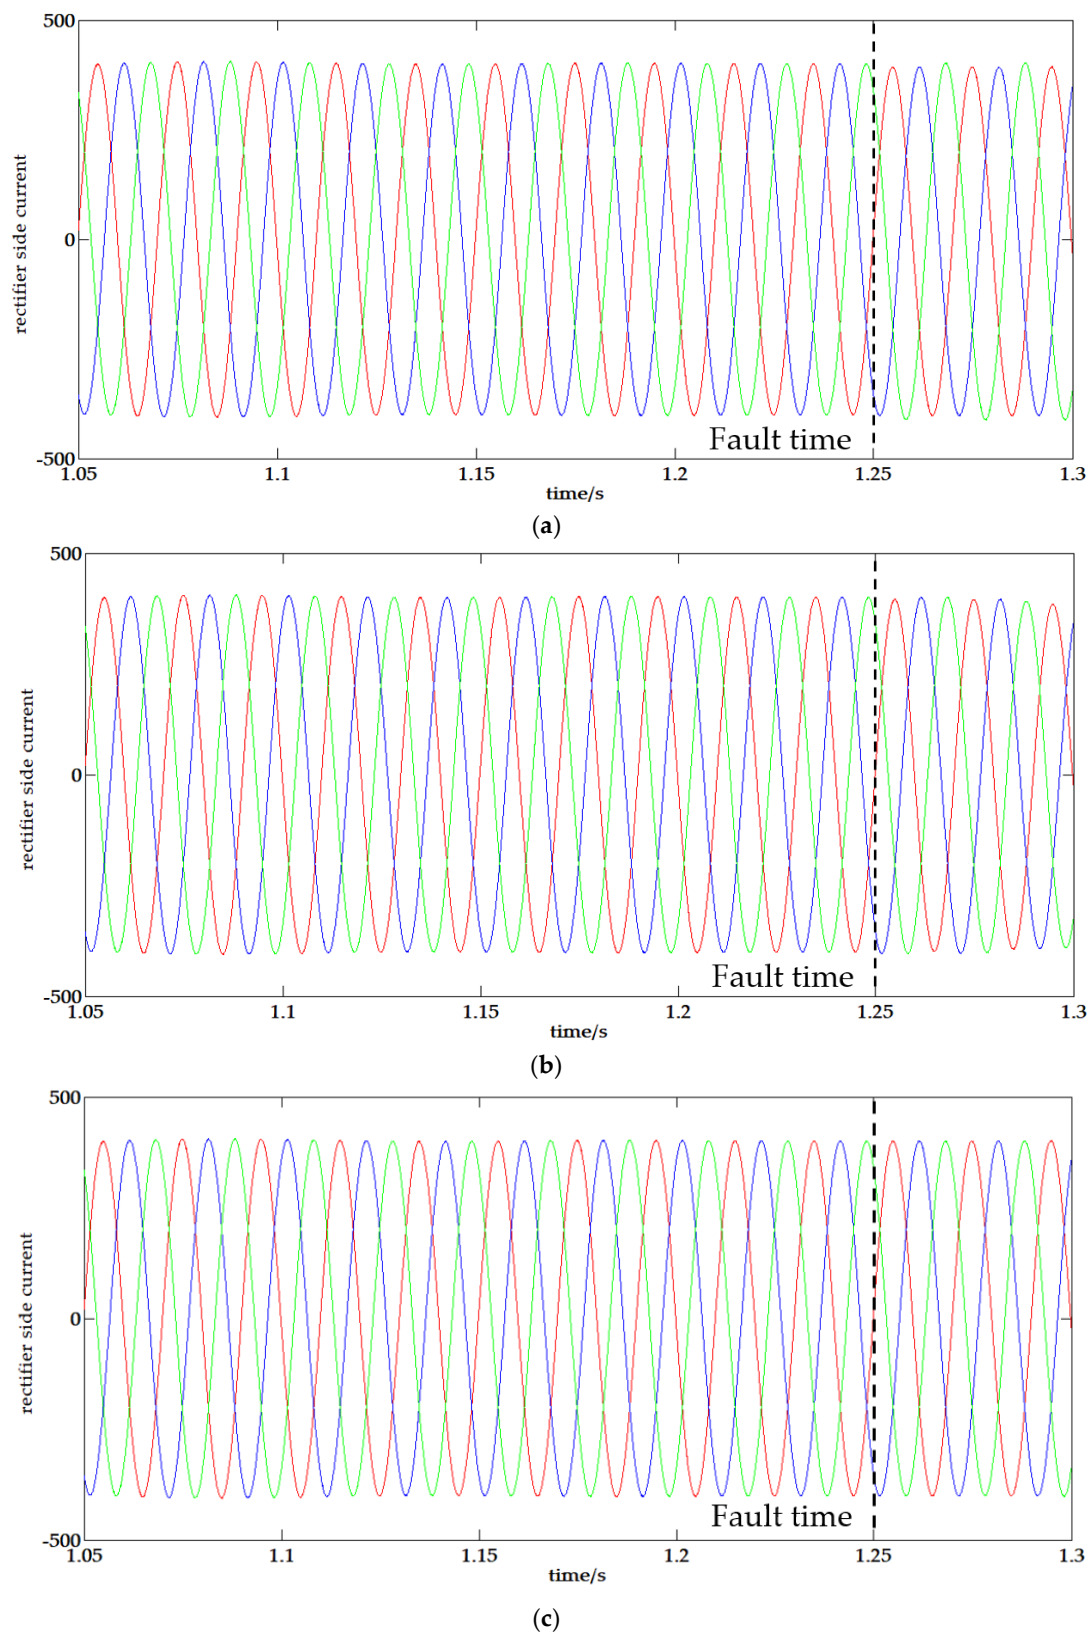 500
rectifier side current
0
Fault time
-500
1.05 1.1 1.15 1.2 1.25 1.3
time/s
(a)
500
rectifier side current
0
Fault time
-500
1.05 1.1 1.15 1.2 1.25 1.3
time/s
(b)
500
rectifier side current
0
Fault time
-500
1.05 1.1 1.15 1.2 1.25 1.3
time/s
(c)